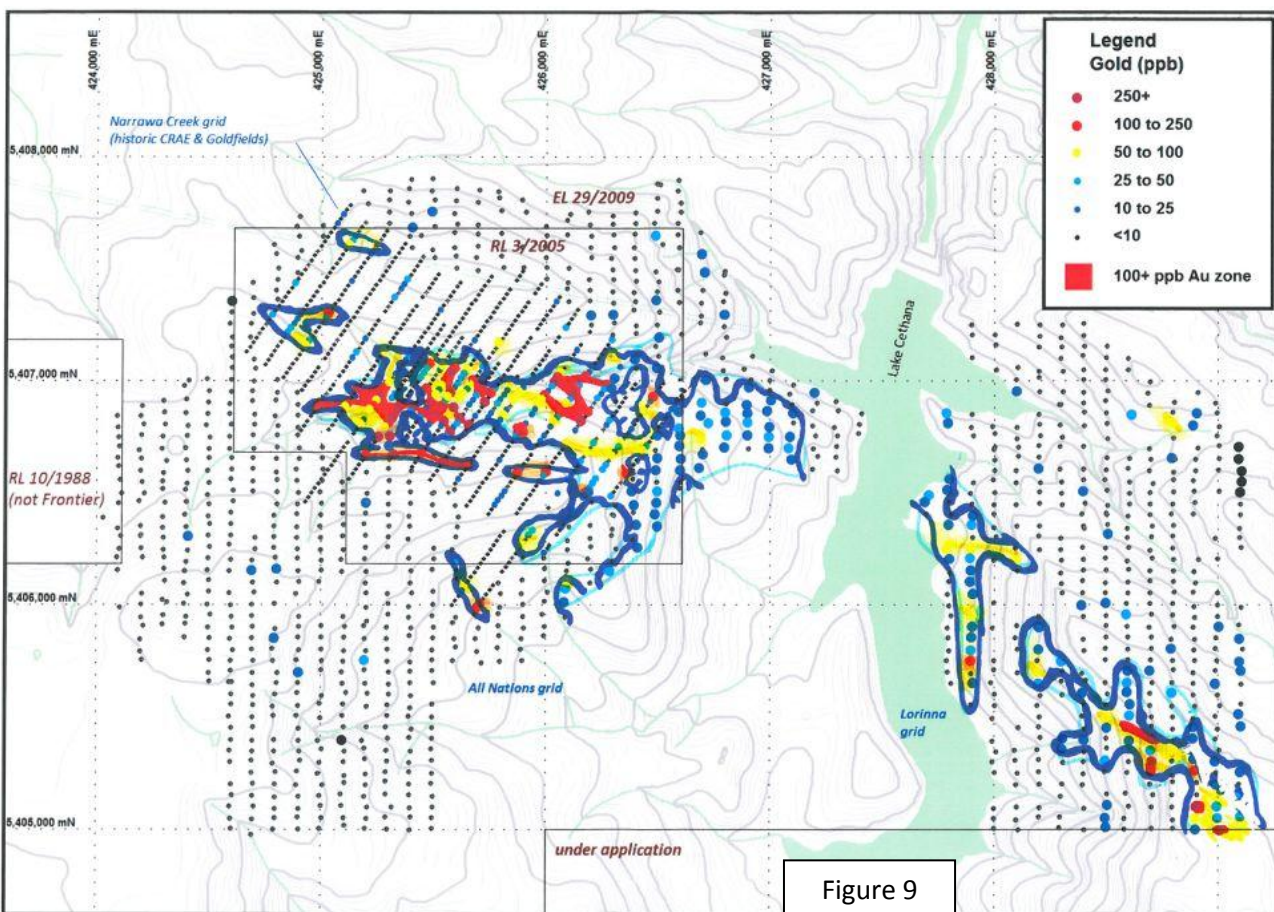 424,000 mE
425,000 mE
426,000 mE
427,000 mE
428,000 mE
Legend
Gold (ppb)
250+
100 to 250
50 to 100
25 to 50
10 to 25
<10
100+ ppb Au zone
Narrawa Creek grid
(historic CRAE & Goldfields)
5,408,000 mN
EL 29/2009
RL 3/2005
Lake Cethana
5,407,000 mN
RL 10/1988
(not Frontier)
5,406,000 mN
All Nations grid
Lorinna
grid
5,405,000 mN
under application
Figure 9